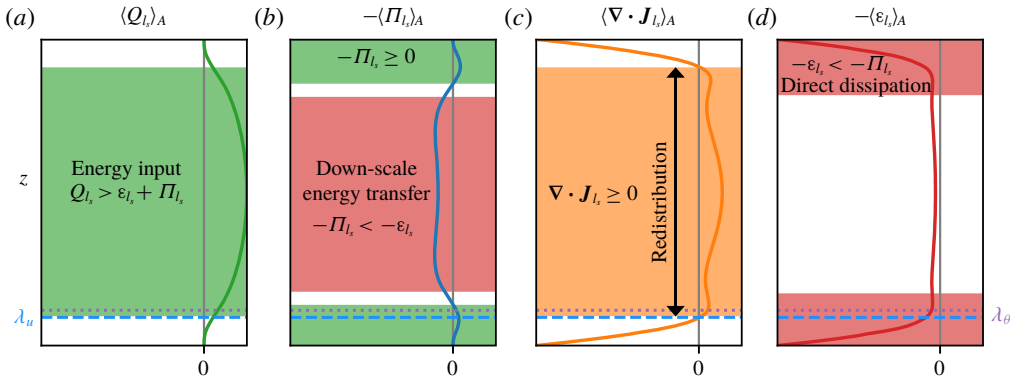 (a) ⟨Q_{l_s}⟩_A
(b) −⟨Π_{l_s}⟩_A
(c) ⟨∇ · J_{l_s}⟩_A
(d) −⟨ε_{l_s}⟩_A
z
λ_u
Energy input
Q_{l_s} > ε_{l_s} + Π_{l_s}
0
−Π_{l_s} ≥ 0
Down-scale
energy transfer
−Π_{l_s} < −ε_{l_s}
0
∇ · J_{l_s} ≥ 0
Redistribution
0
−ε_{l_s} < −Π_{l_s}
Direct dissipation
λ_θ
0